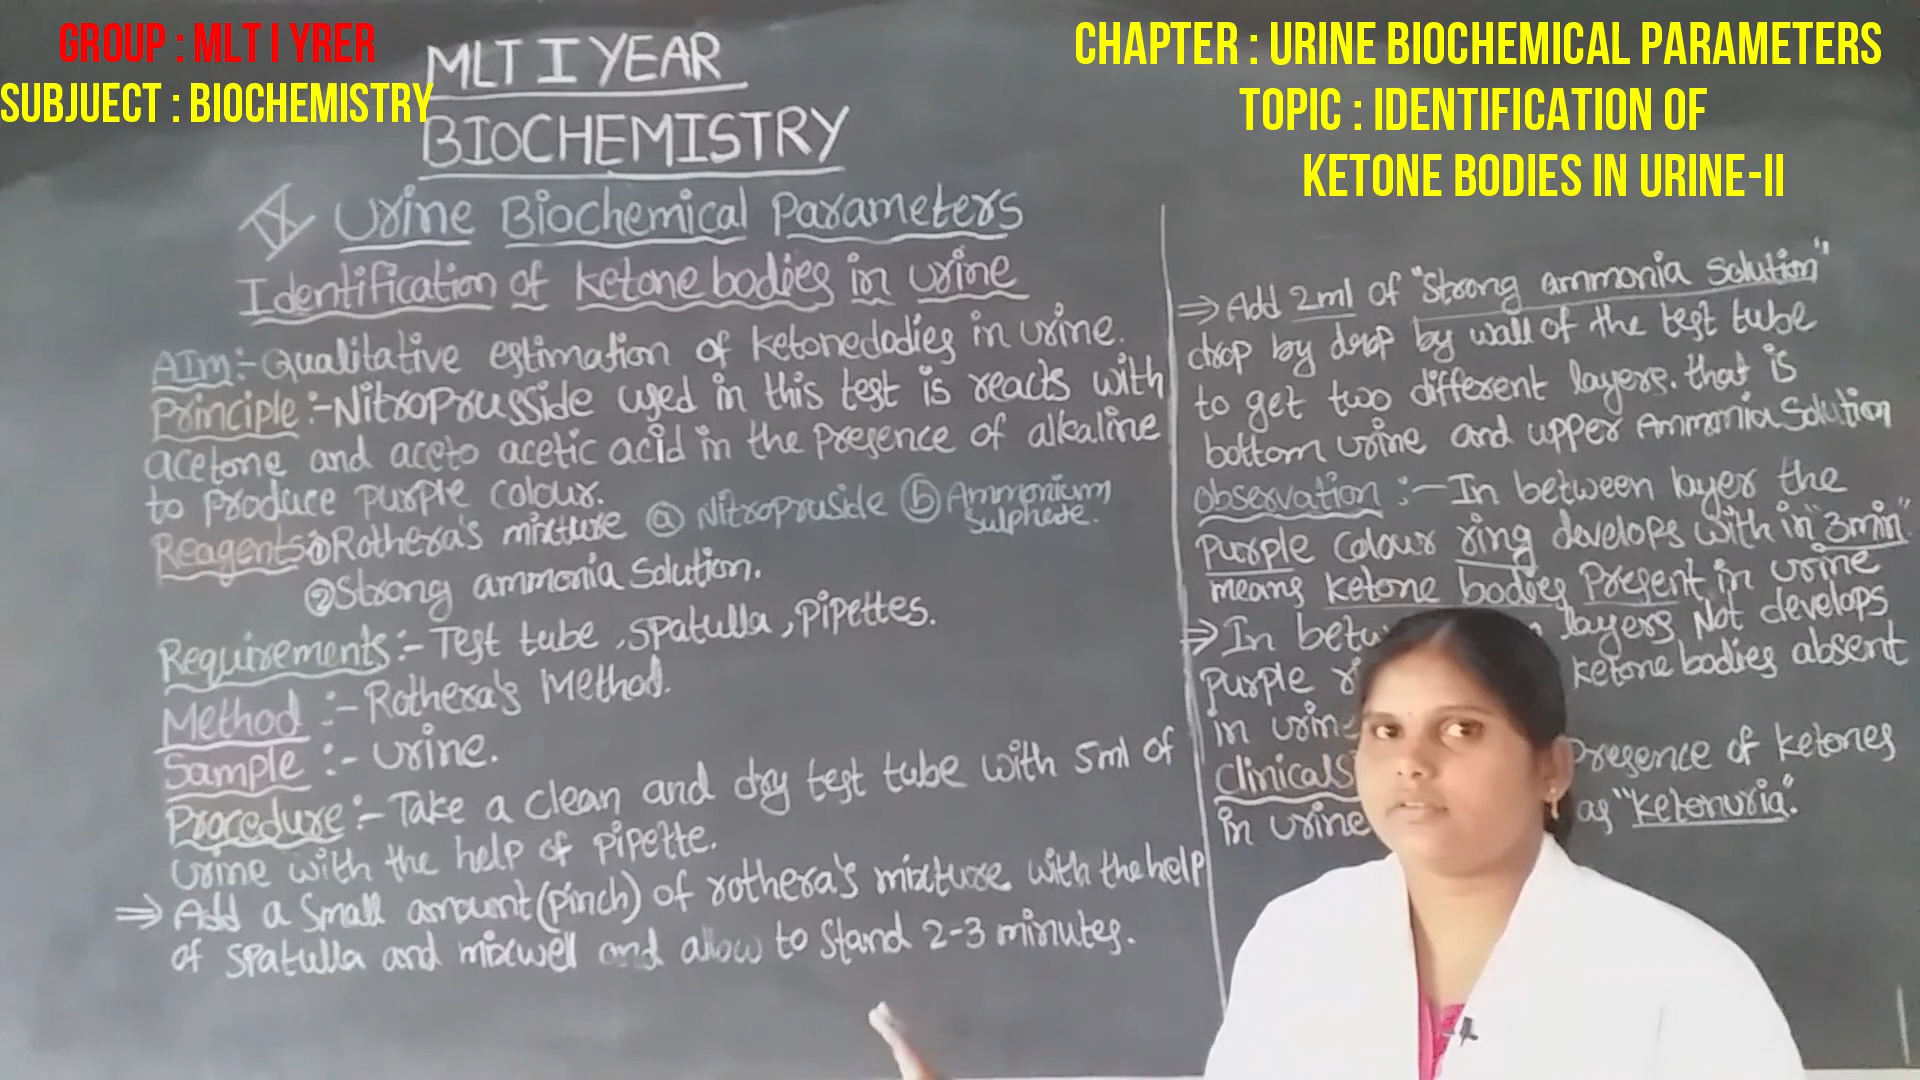 GROUP : MLT I YRER
SUBJUECT : BIOCHEMISTRY
CHAPTER : URINE BIOCHEMICAL PARAMETERS
TOPIC : IDENTIFICATION OF
KETONE BODIES IN URINE-II
MLT I YEAR
BIOCHEMISTRY
IX Urine Biochemical Parameters
Identification of Ketone bodies in urine
AIm:- Qualitative estimation of ketonedodies in urine.
Principle:- Nitroprusside used in this test is reacts with
acetone and aceto acetic acid in the presence of alkaline
to produce purple colour.
Reagents:- ① Rothera's mixture ⓐ Nitropruside ⓑ Ammonium
Sulphede.
② Strong ammonia Solution.
Requirements:- Test tube, spatulla, pipettes.
Method:- Rothera's Method.
Sample:- urine.
Procedure:- Take a clean and dry test tube with 5ml of
urine with the help of pipette.
⇒ Add a Small amount (pinch) of rothera's mixture with the help
of spatulla and mixwell and allow to Stand 2-3 minutes.
⇒ Add 2ml of "Strong ammonia Solution"
drop by drop by wall of the test tube
to get two different layers. that is
bottom urine and upper Ammonia Solution
Observation:- In between layer the
Purple Colour ring develops with in "3min"
means ketone bodies Present in urine
⇒ In layers Not develops
purple ketone bodies absent
in urine
Presence of ketones
in urine as "ketonuria".